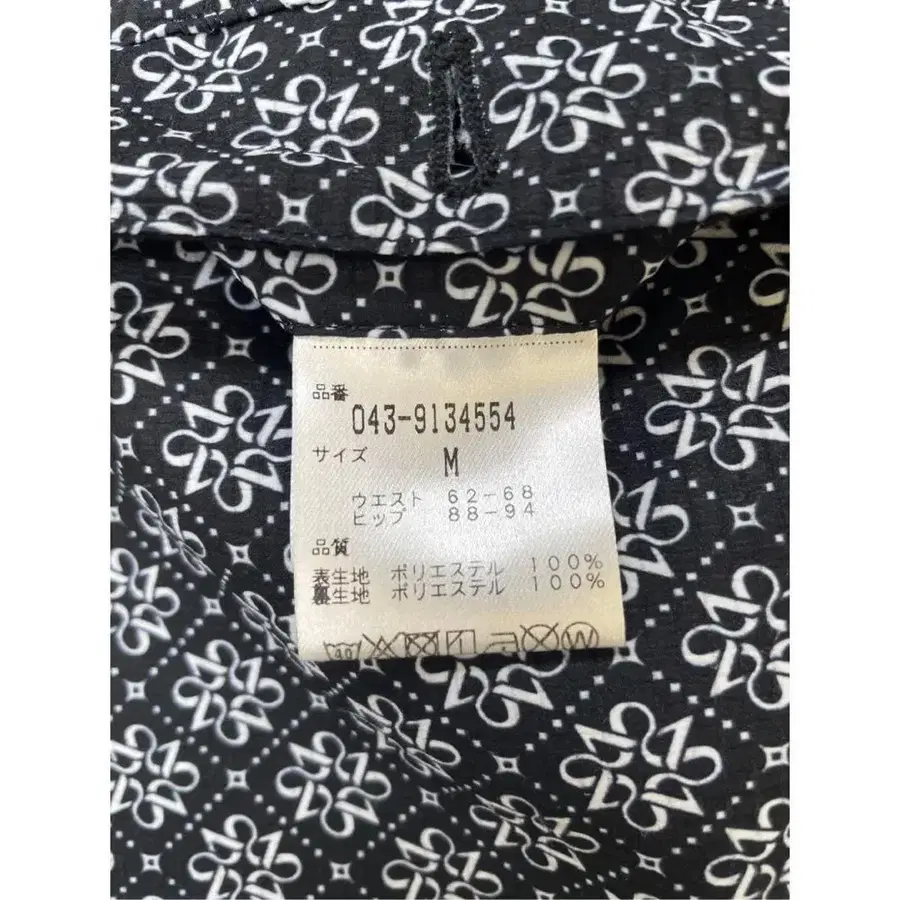 品番
043-9134554
サイズ
M
ウエスト 62-68
ヒップ 88-94
品質
表生地 ポリエステル 100%
裏生地 ポリエステル 100%